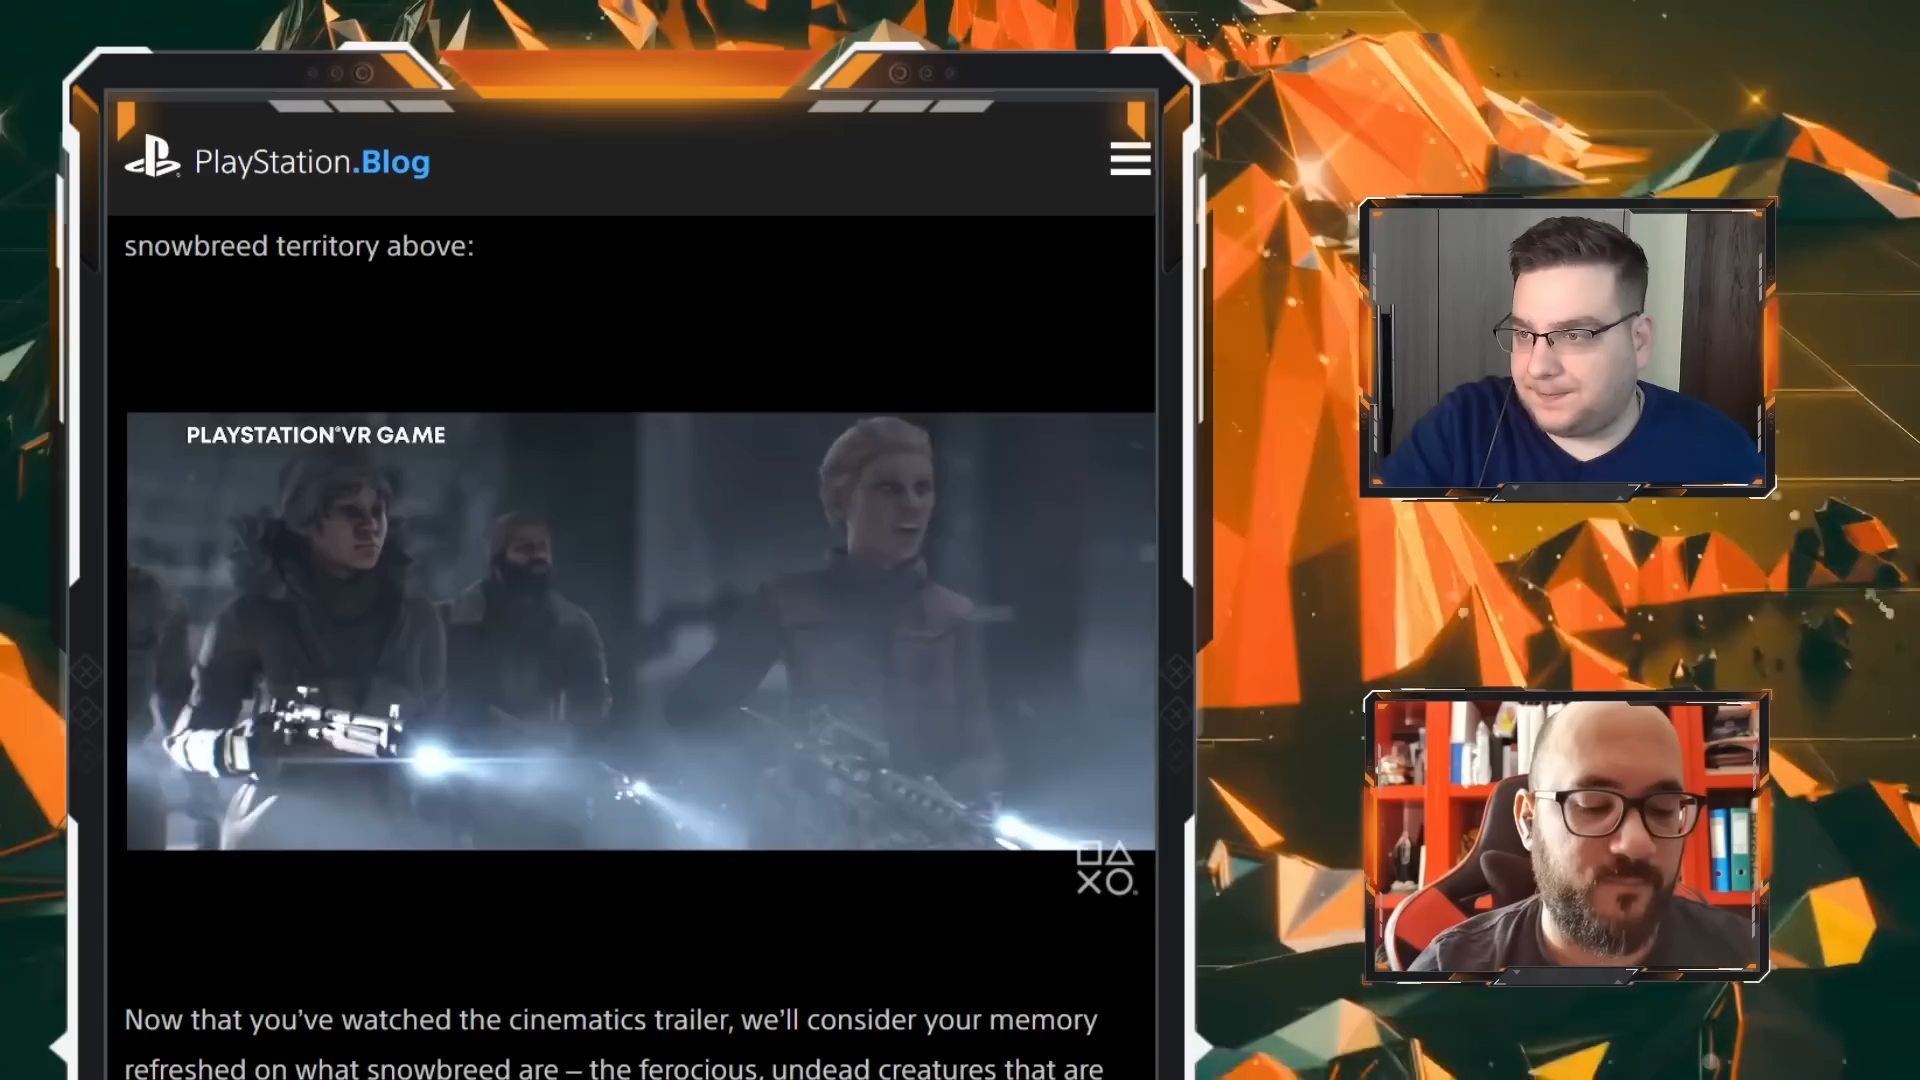 PlayStation.Blog
snowbreed territory above:
PLAYSTATION®VR GAME
Now that you’ve watched the cinematics trailer, we’ll consider your memory
refreshed on what snowbreed are – the ferocious, undead creatures that are